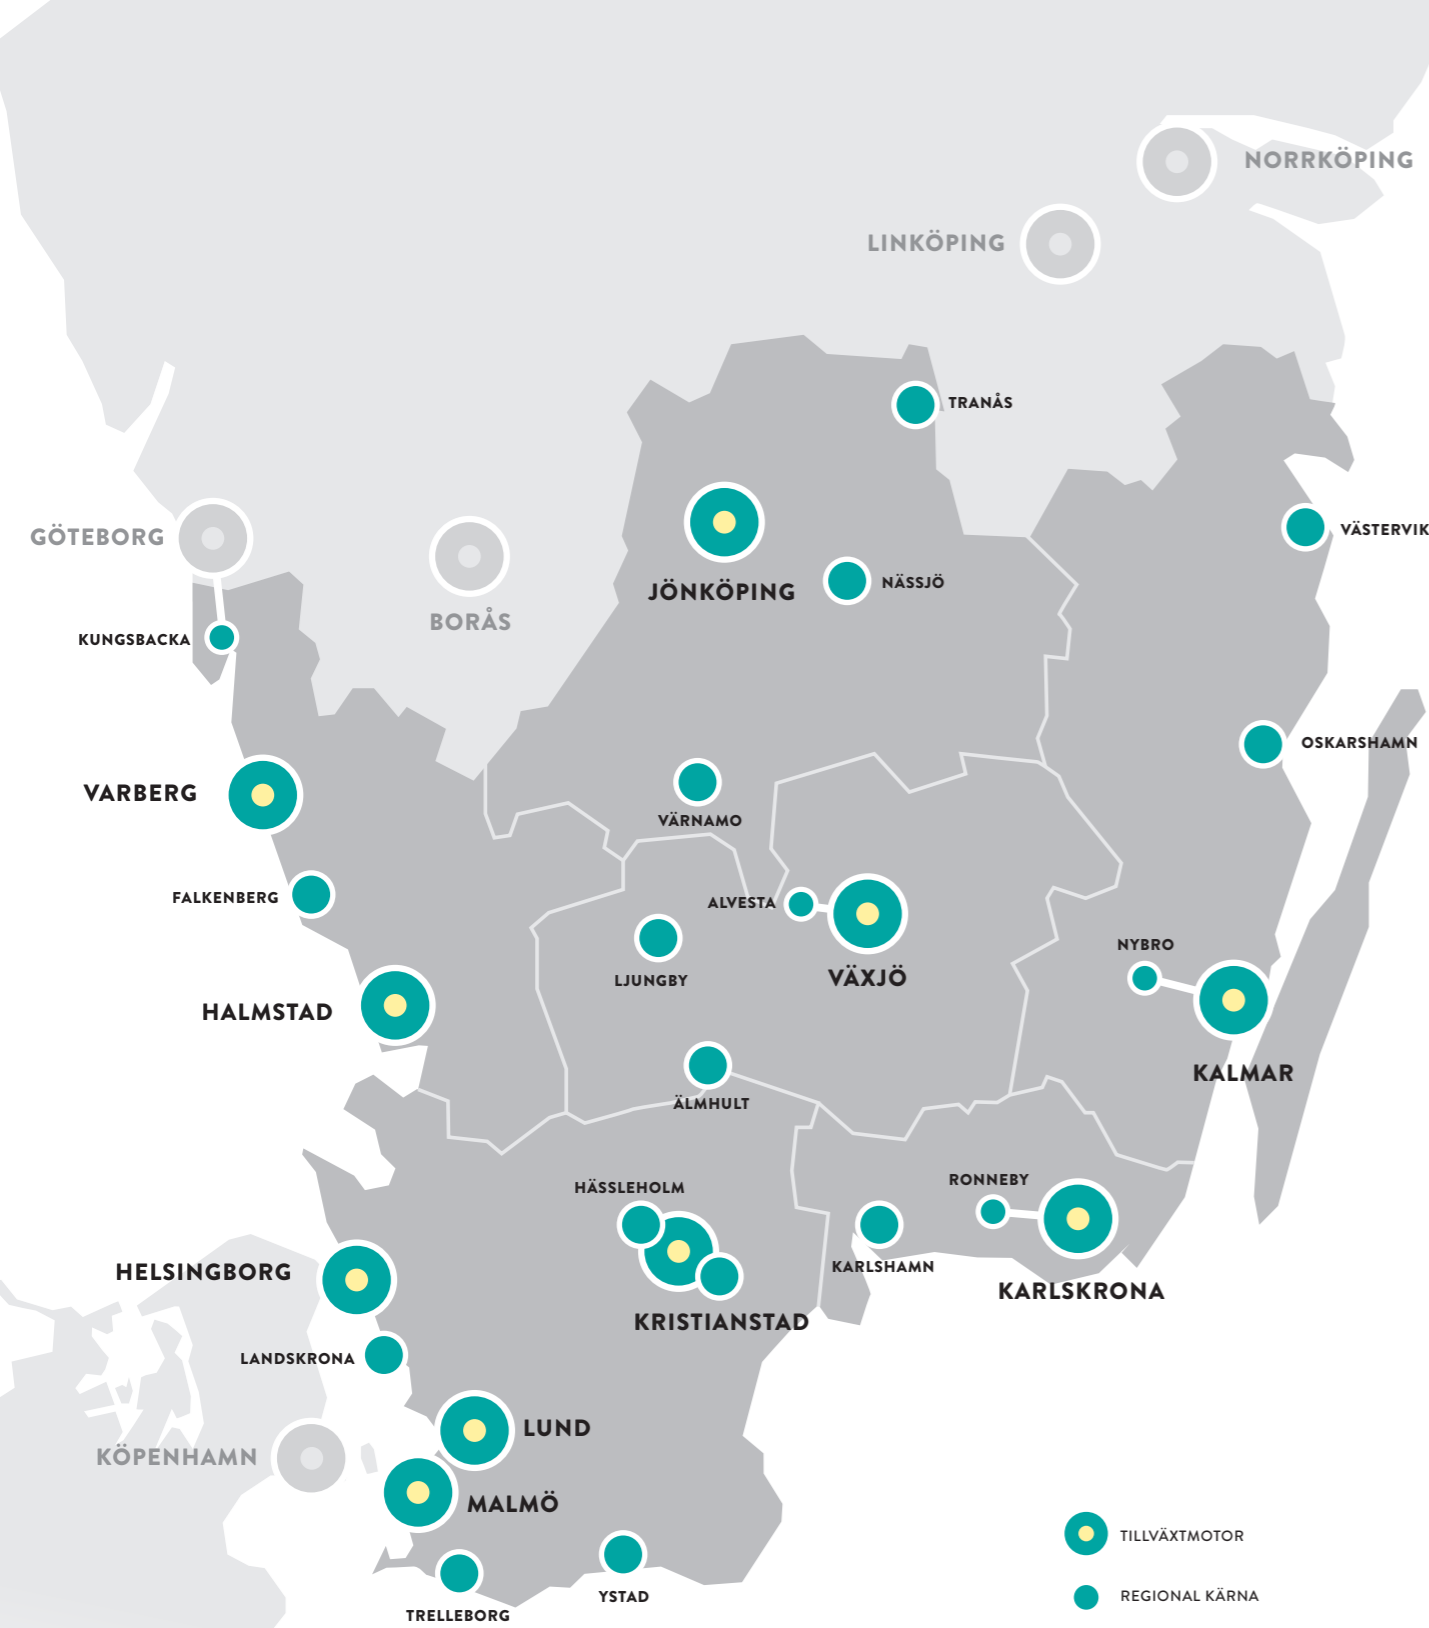 NORRKÖPING
LINKÖPING
TRANÅS
JÖNKÖPING
NÄSSJÖ
VÄSTERVIK
GÖTEBORG
BORÅS
KUNGSBACKA
OSKARSHAMN
VARBERG
VÄRNAMO
FALKENBERG
ALVESTA
VÄXJÖ
LJUNGBY
NYBRO
HALMSTAD
KALMAR
ÄLMHULT
HÄSSLEHOLM
RONNEBY
KARLSHAMN
KARLSKRONA
HELSINGBORG
KRISTIANSTAD
LANDSKRONA
LUND
KÖPENHAMN
MALMÖ
YSTAD
TRELLEBORG
TILLVÄXTMOTOR
REGIONAL KÄRNA